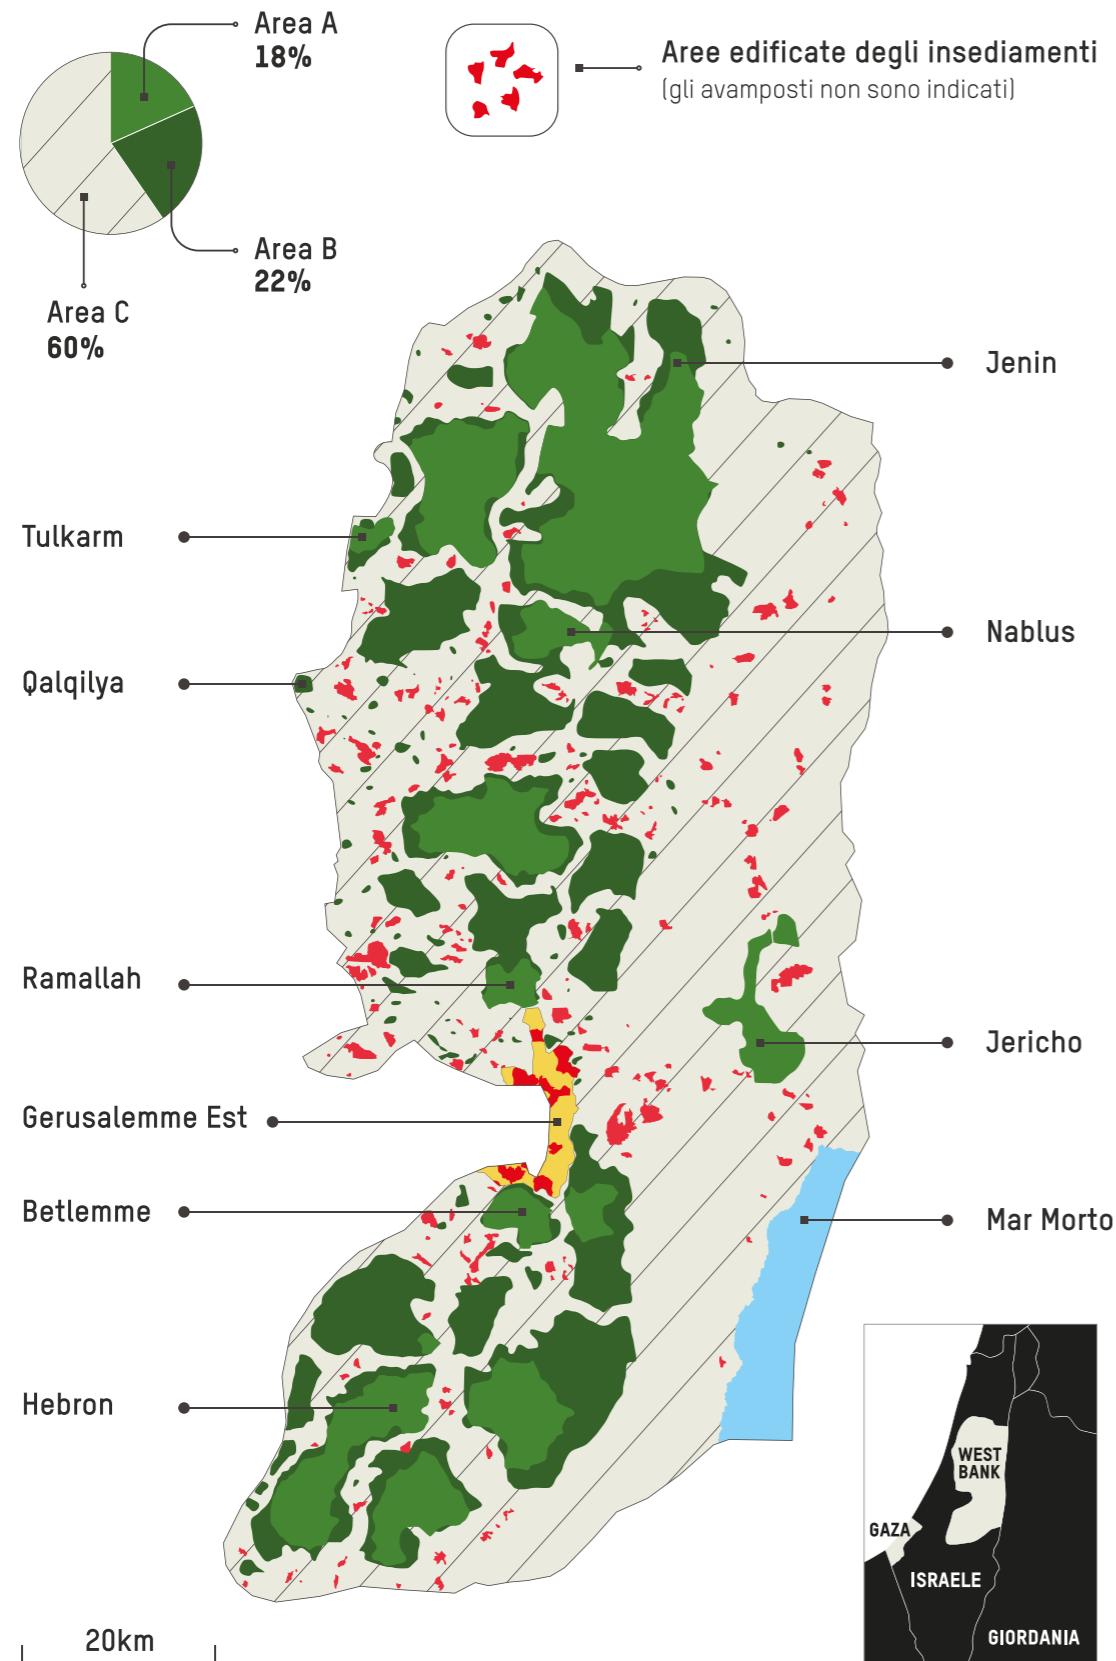 Area A
18%
Aree edificate degli insediamenti
(gli avamposti non sono indicati)
Area B
22%
Area C
60%
Jenin
Tulkarm
Nablus
Qalqilya
Ramallah
Jericho
Gerusalemme Est
Betlemme
Mar Morto
Hebron
WEST
BANK
GAZA
ISRAELE
GIORDANIA
20km